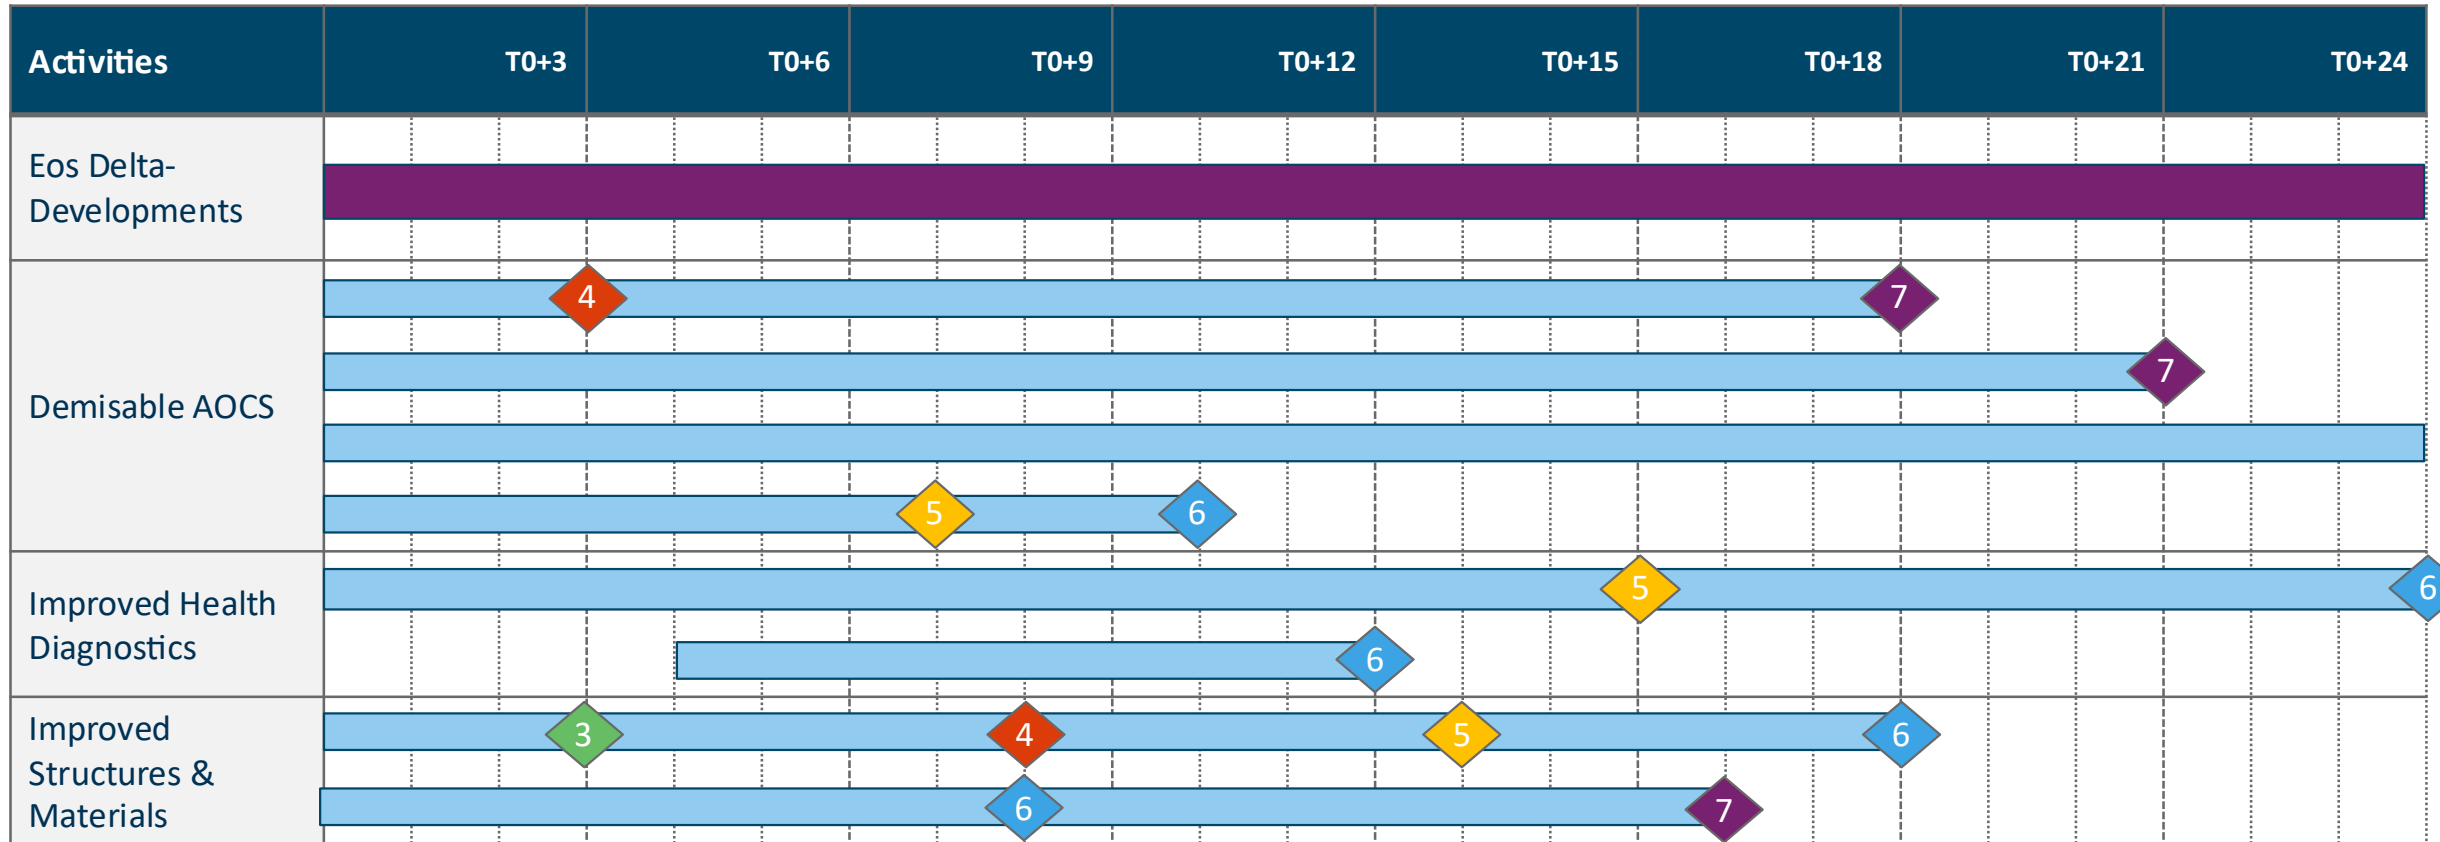 Activities T0+3 T0+6 T0+9 T0+12 T0+15 T0+18 T0+21 T0+24
Eos Delta-
Developments
4 7
7
Demisable AOCS
5 6
5 6
Improved Health
Diagnostics
6
Improved
3 4 5 6
Structures &
Materials
6 7